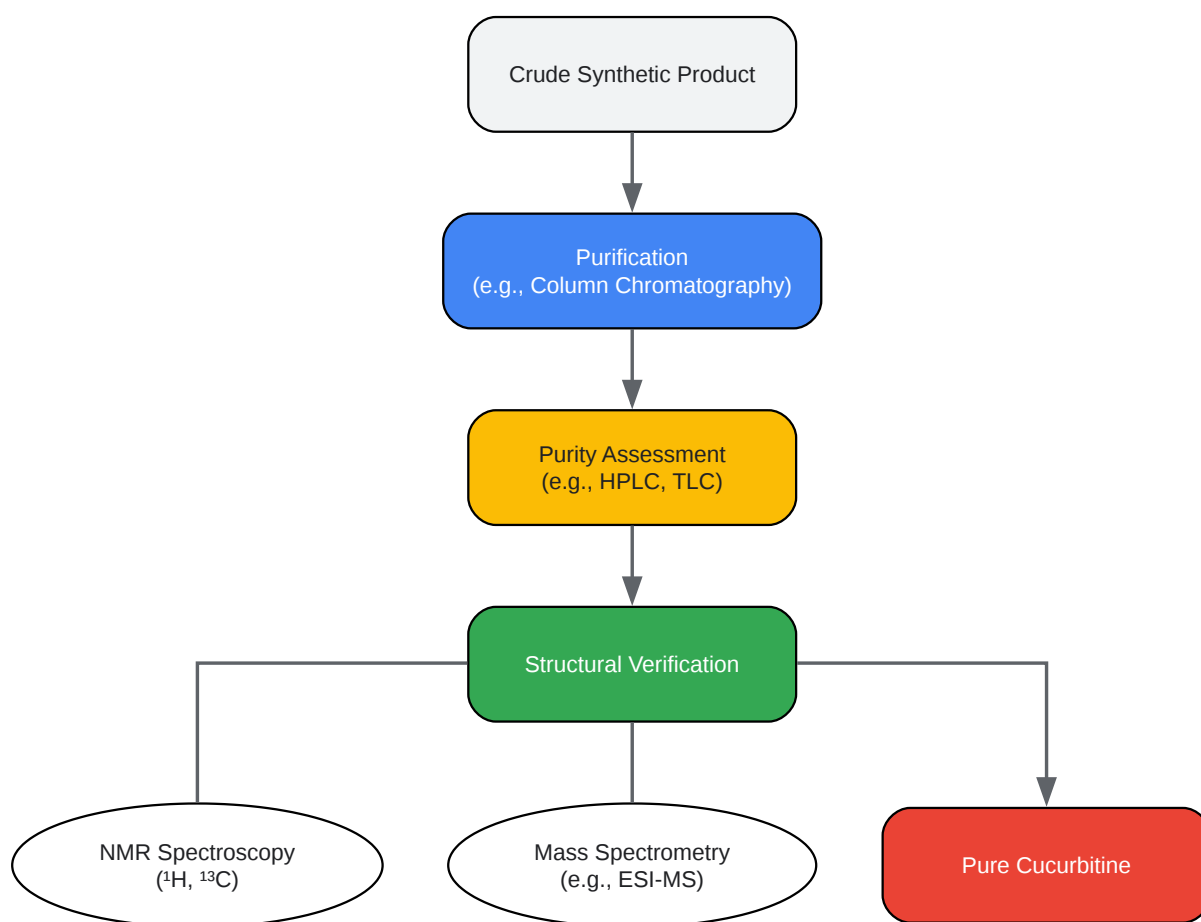 Crude Synthetic Product
Purification
(e.g., Column Chromatography)
Purity Assessment
(e.g., HPLC, TLC)
Structural Verification
NMR Spectroscopy
(¹H, ¹³C)
Mass Spectrometry
(e.g., ESI-MS)
Pure Cucurbitine